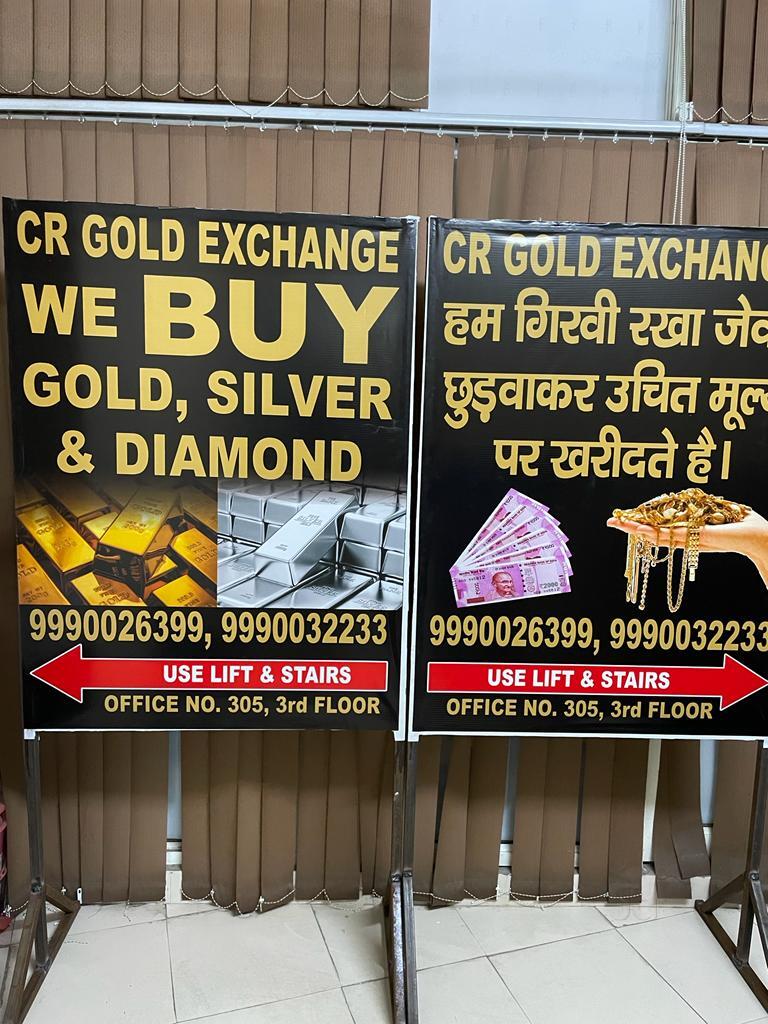 CR GOLD EXCHANGE
WE BUY
GOLD, SILVER
& DIAMOND
9990026399, 9990032233
USE LIFT & STAIRS
OFFICE NO. 305, 3rd FLOOR
CR GOLD EXCHANG
हम गिरवी रखा जेव
छुड़वाकर उचित मूल्
पर खरीदते है।
9990026399, 9990032233
USE LIFT & STAIRS
OFFICE NO. 305, 3rd FLOOR